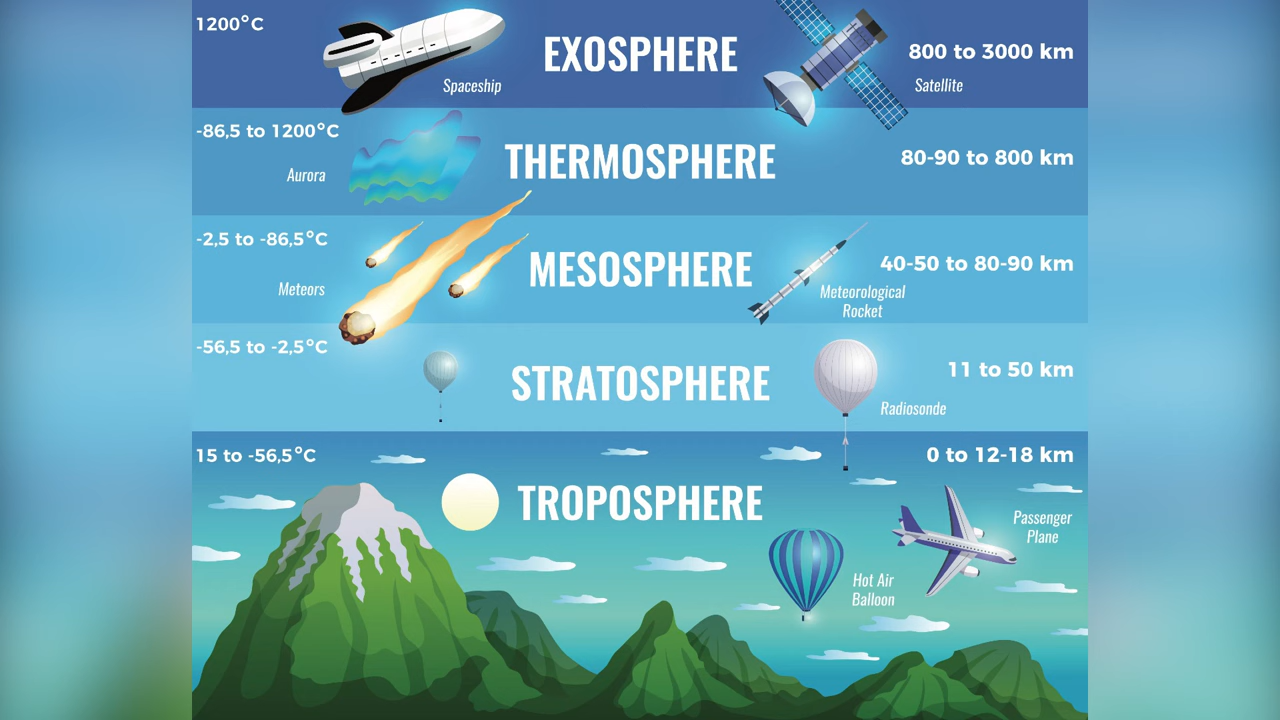 1200°C
EXOSPHERE
800 to 3000 km
Spaceship
Satellite
-86,5 to 1200°C
THERMOSPHERE
80-90 to 800 km
Aurora
-2,5 to -86,5°C
MESOSPHERE
40-50 to 80-90 km
Meteors
Meteorological
Rocket
-56,5 to -2,5°C
STRATOSPHERE
11 to 50 km
Radiosonde
15 to -56,5°C
0 to 12-18 km
TROPOSPHERE
Passenger
Plane
Hot Air
Balloon